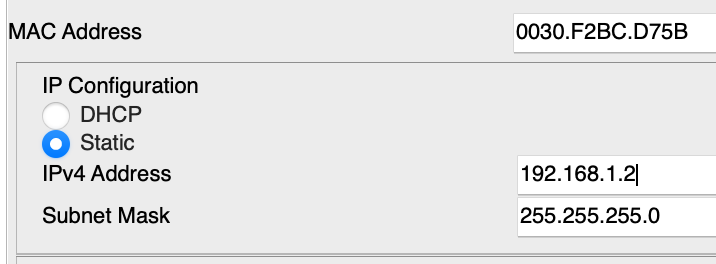 MAC Address 0030.F2BC.D75B
IP Configuration
DHCP
Static
IPv4 Address 192.168.1.2
Subnet Mask 255.255.255.0